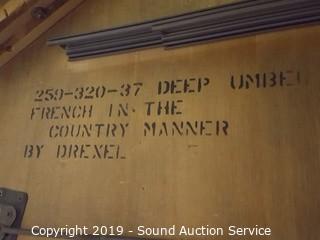 259-320-37 DEEP UMBE
FRENCH IN THE
COUNTRY MANNER
BY DREXEL
Copyright 2019 - Sound Auction Service